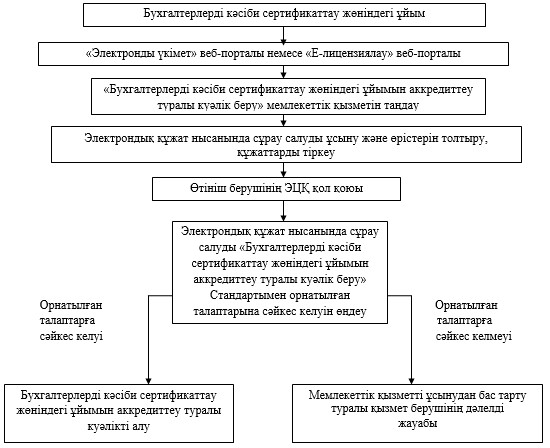 Бухгалтерлерді кәсіби сертификаттау жөніндегі ұйым
«Электронды үкімет» веб-порталы немесе «Е-лицензиялау» веб-порталы
«Бухгалтерлерді кәсіби сертификаттау жөніндегі ұйымын аккредиттеу
туралы куәлік беру» мемлекеттік қызметін таңдау
Электрондық құжат нысанында сұрау салуды ұсыну және өрістерін толтыру,
құжаттарды тіркеу
Өтініш берушінің ЭЦҚ қол қоюы
Электрондық құжат нысанында сұрау
салуды «Бухгалтерлерді кәсіби
сертификаттау жөніндегі ұйымын
аккредиттеу туралы куәлік беру»
Стандартымен орнатылған
талаптарына сәйкес келуін өңдеу
Орнатылған
талаптарға
сәйкес келуі
Орнатылған
талаптарға
сәйкес келмеуі
Бухгалтерлерді кәсіби сертификаттау
жөніндегі ұйымын аккредиттеу туралы
куәлікті алу
Мемлекеттік қызметті ұсынудан бас тарту
туралы қызмет берушінің дәлелді
жауабы